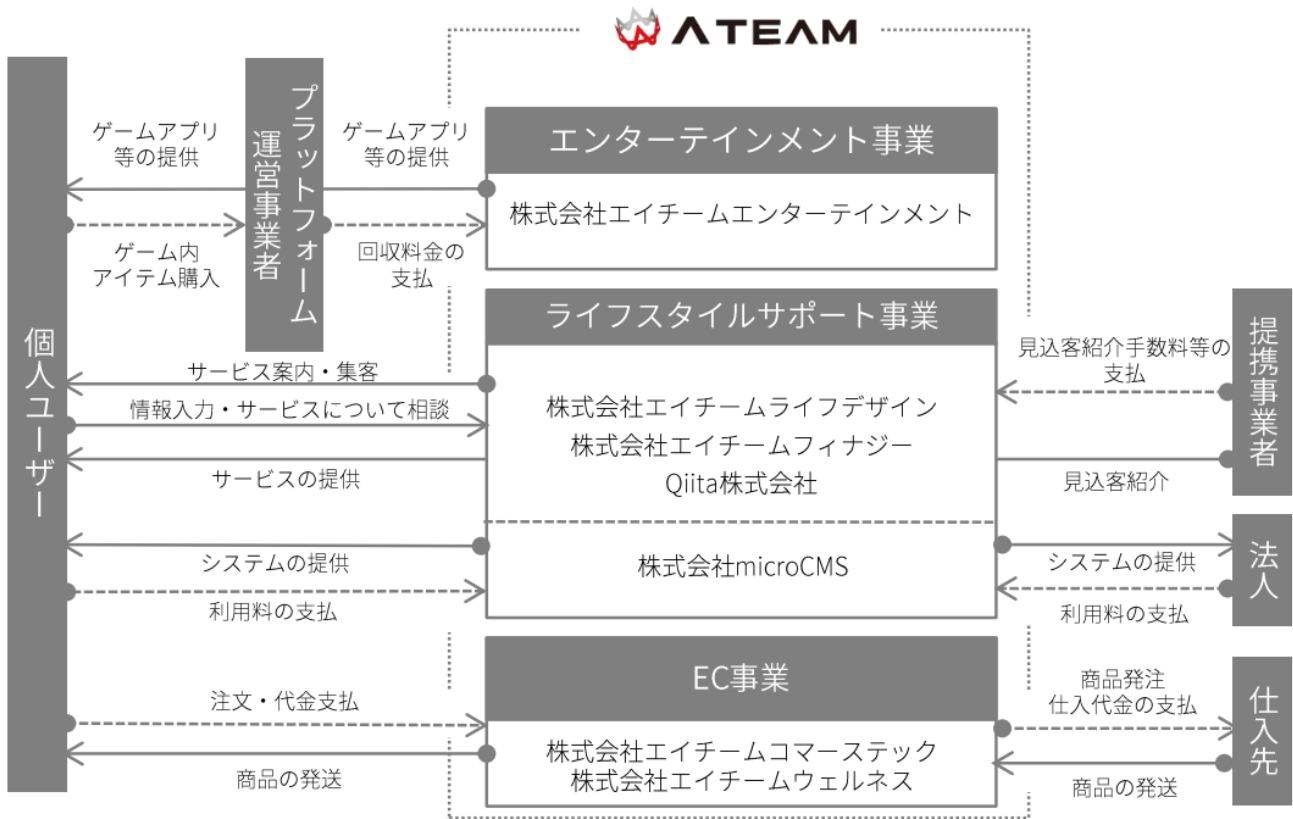 ATEAM
個人ユーザー
プラットフォーム
運営事業者
ゲームアプリ
等の提供
ゲーム内
アイテム購入
ゲームアプリ
等の提供
回収料金の
支払
エンターテインメント事業
株式会社エイチームエンターテインメント
ライフスタイルサポート事業
株式会社エイチームライフデザイン
株式会社エイチームフィナジー
Qiita株式会社
株式会社microCMS
サービス案内・集客
情報入力・サービスについて相談
サービスの提供
システムの提供
利用料の支払
見込客紹介手数料等の
支払
見込客紹介
提携事業者
システムの提供
利用料の支払
法人
EC事業
株式会社エイチームコマーステック
株式会社エイチームウェルネス
注文・代金支払
商品の発送
商品発注
仕入代金の支払
商品の発送
仕入先